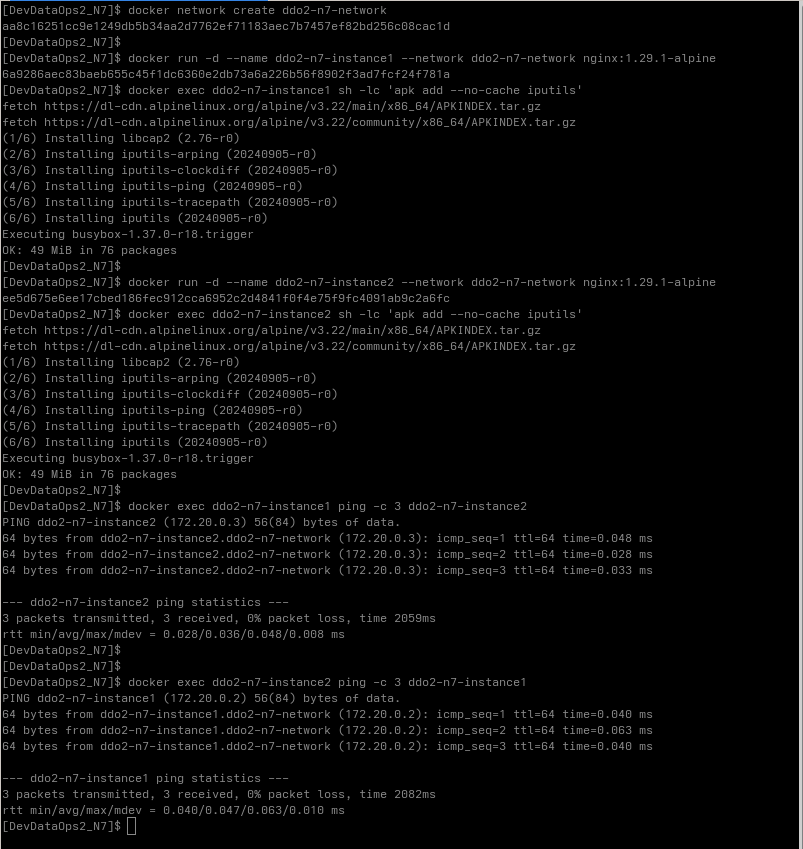 [DevDataOps2_N7]$ docker network create ddo2-n7-network
aa8c16251cc9e1249db5b34aa2d7762ef71183aec7b7457ef82bd256c08cac1d
[DevDataOps2_N7]$
[DevDataOps2_N7]$ docker run -d --name ddo2-n7-instance1 --network ddo2-n7-network nginx:1.29.1-alpine
6a9286aec83baeb655c45f1dc6360e2db73a6a226b56f8902f3ad7fcf24f781a
[DevDataOps2_N7]$ docker exec ddo2-n7-instance1 sh -lc 'apk add --no-cache iputils'
fetch https://dl-cdn.alpinelinux.org/alpine/v3.22/main/x86_64/APKINDEX.tar.gz
fetch https://dl-cdn.alpinelinux.org/alpine/v3.22/community/x86_64/APKINDEX.tar.gz
(1/6) Installing libcap2 (2.76-r0)
(2/6) Installing iputils-arping (20240905-r0)
(3/6) Installing iputils-clockdiff (20240905-r0)
(4/6) Installing iputils-ping (20240905-r0)
(5/6) Installing iputils-tracepath (20240905-r0)
(6/6) Installing iputils (20240905-r0)
Executing busybox-1.37.0-r18.trigger
OK: 49 MiB in 76 packages
[DevDataOps2_N7]$
[DevDataOps2_N7]$ docker run -d --name ddo2-n7-instance2 --network ddo2-n7-network nginx:1.29.1-alpine
ee5d675e6ee17cbed186fec912cca6952c2d4841f0f4e75f9fc4091ab9c2a6fc
[DevDataOps2_N7]$ docker exec ddo2-n7-instance2 sh -lc 'apk add --no-cache iputils'
fetch https://dl-cdn.alpinelinux.org/alpine/v3.22/main/x86_64/APKINDEX.tar.gz
fetch https://dl-cdn.alpinelinux.org/alpine/v3.22/community/x86_64/APKINDEX.tar.gz
(1/6) Installing libcap2 (2.76-r0)
(2/6) Installing iputils-arping (20240905-r0)
(3/6) Installing iputils-clockdiff (20240905-r0)
(4/6) Installing iputils-ping (20240905-r0)
(5/6) Installing iputils-tracepath (20240905-r0)
(6/6) Installing iputils (20240905-r0)
Executing busybox-1.37.0-r18.trigger
OK: 49 MiB in 76 packages
[DevDataOps2_N7]$
[DevDataOps2_N7]$ docker exec ddo2-n7-instance1 ping -c 3 ddo2-n7-instance2
PING ddo2-n7-instance2 (172.20.0.3) 56(84) bytes of data.
64 bytes from ddo2-n7-instance2.ddo2-n7-network (172.20.0.3): icmp_seq=1 ttl=64 time=0.048 ms
64 bytes from ddo2-n7-instance2.ddo2-n7-network (172.20.0.3): icmp_seq=2 ttl=64 time=0.028 ms
64 bytes from ddo2-n7-instance2.ddo2-n7-network (172.20.0.3): icmp_seq=3 ttl=64 time=0.033 ms

--- ddo2-n7-instance2 ping statistics ---
3 packets transmitted, 3 received, 0% packet loss, time 2059ms
rtt min/avg/max/mdev = 0.028/0.036/0.048/0.008 ms
[DevDataOps2_N7]$
[DevDataOps2_N7]$
[DevDataOps2_N7]$ docker exec ddo2-n7-instance2 ping -c 3 ddo2-n7-instance1
PING ddo2-n7-instance1 (172.20.0.2) 56(84) bytes of data.
64 bytes from ddo2-n7-instance1.ddo2-n7-network (172.20.0.2): icmp_seq=1 ttl=64 time=0.040 ms
64 bytes from ddo2-n7-instance1.ddo2-n7-network (172.20.0.2): icmp_seq=2 ttl=64 time=0.063 ms
64 bytes from ddo2-n7-instance1.ddo2-n7-network (172.20.0.2): icmp_seq=3 ttl=64 time=0.040 ms

--- ddo2-n7-instance1 ping statistics ---
3 packets transmitted, 3 received, 0% packet loss, time 2082ms
rtt min/avg/max/mdev = 0.040/0.047/0.063/0.010 ms
[DevDataOps2_N7]$